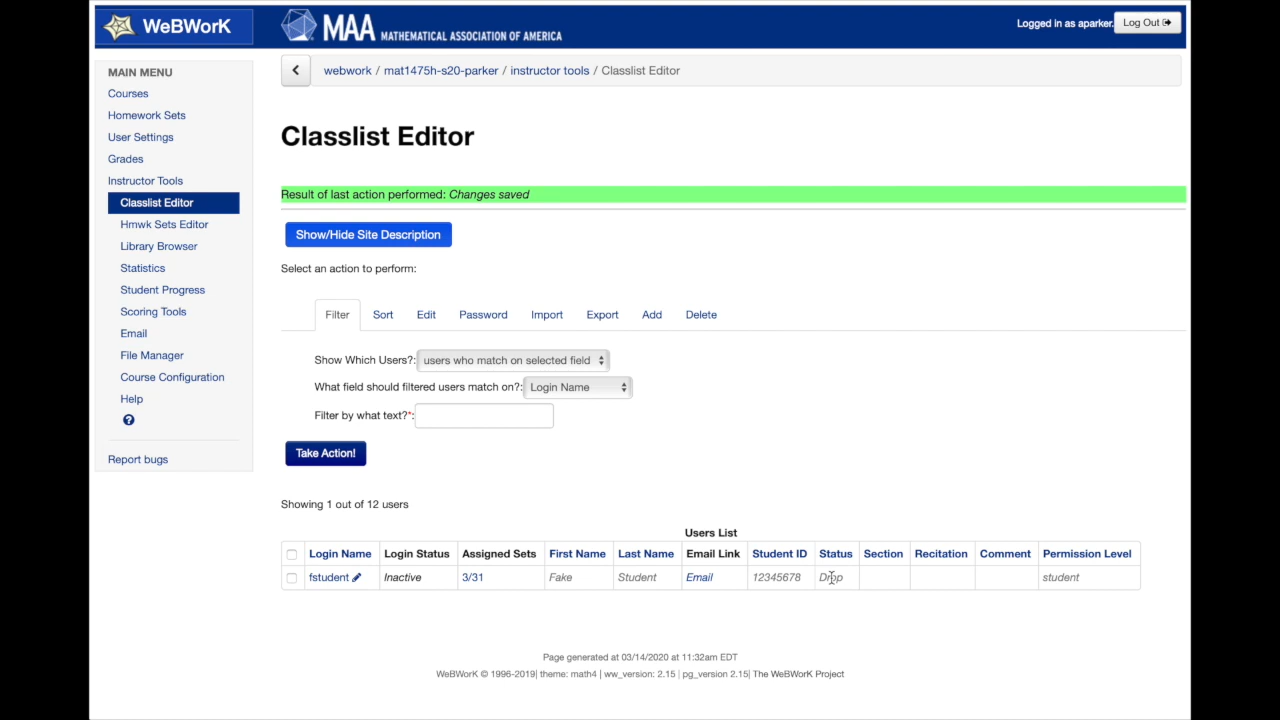 WeBWorK
MAA MATHEMATICAL ASSOCIATION OF AMERICA
Logged in as aparker.
Log Out
MAIN MENU
Courses
Homework Sets
User Settings
Grades
Instructor Tools
Classlist Editor
Hmwk Sets Editor
Library Browser
Statistics
Student Progress
Scoring Tools
Email
File Manager
Course Configuration
Help
?
Report bugs
webwork / mat1475h-s20-parker / instructor tools / Classlist Editor
Classlist Editor
Result of last action performed: Changes saved
Show/Hide Site Description
Select an action to perform:
Filter Sort Edit Password Import Export Add Delete
Show Which Users?: users who match on selected field
What field should filtered users match on?: Login Name
Filter by what text?*:
Take Action!
Showing 1 out of 12 users
Users List
Login Name Login Status Assigned Sets First Name Last Name Email Link Student ID Status Section Recitation Comment Permission Level
fstudent Inactive 3/31 Fake Student Email 12345678 Drop student
Page generated at 03/14/2020 at 11:32am EDT
WeBWorK © 1996-2019| theme: math4 | ww_version: 2.15 | pg_version 2.15| The WeBWorK Project